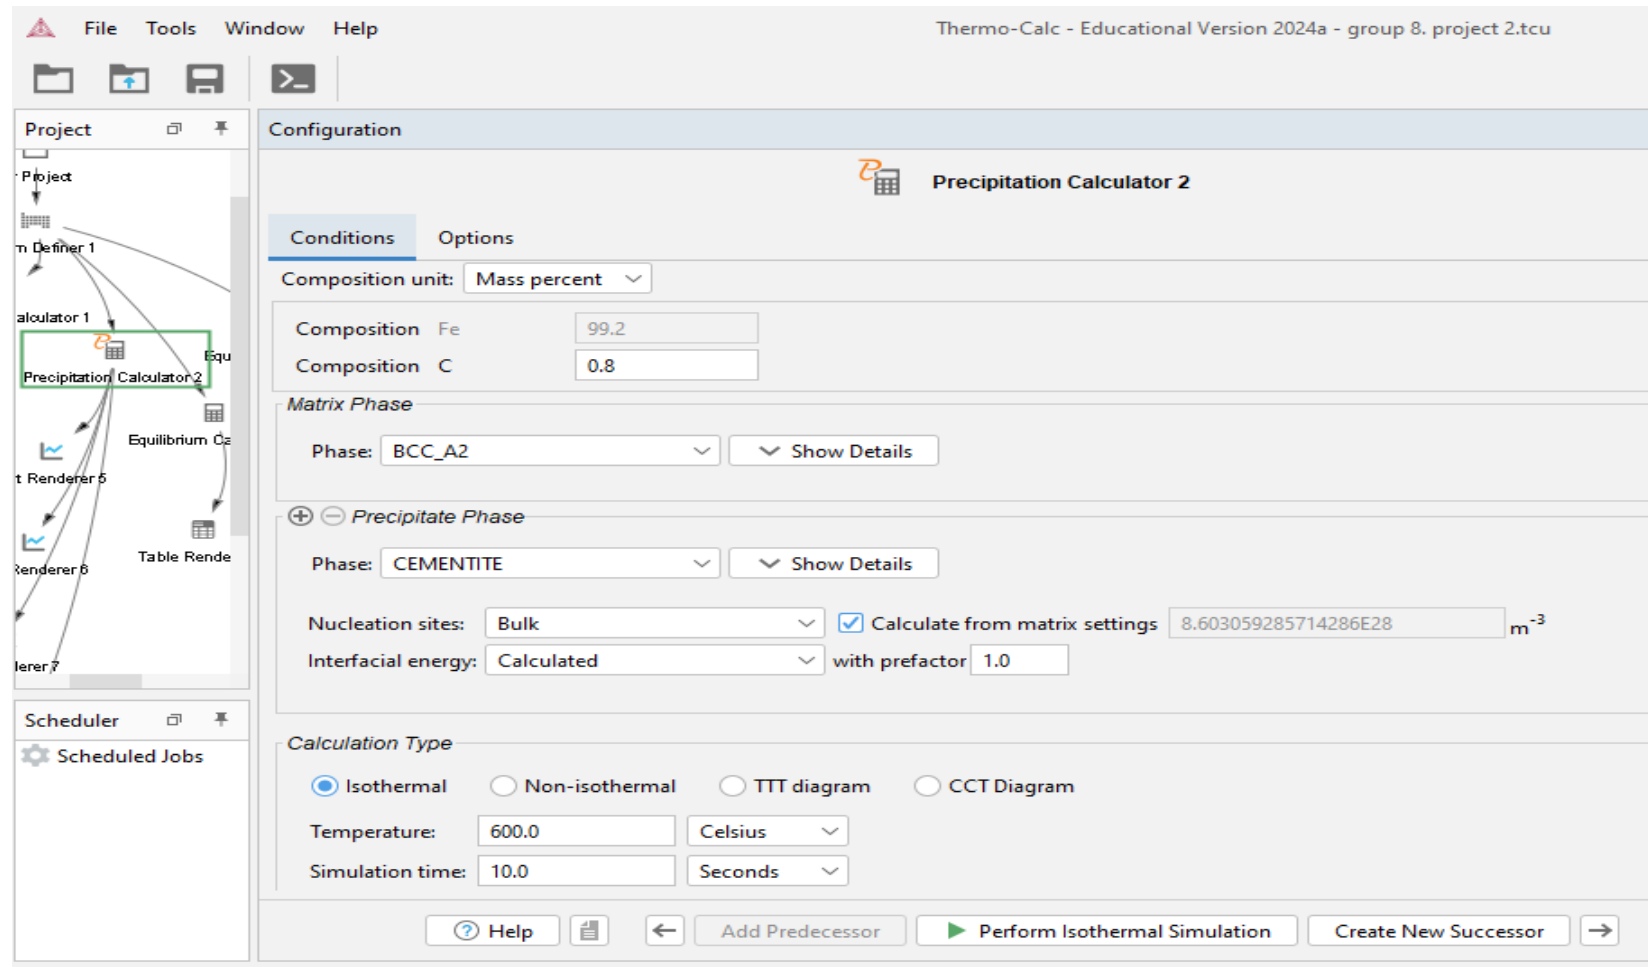 File Tools Window Help Thermo-Calc - Educational Version 2024a - group 8. project 2.tcu
Project
Configuration
Project
Precipitation Calculator 2
n Definer 1
Conditions Options
Composition unit: Mass percent
alculator 1
Composition Fe 99.2
Equ
Composition C 0.8
Precipitation Calculator 2
Matrix Phase
Equilibrium Ca
Phase: BCC_A2 Show Details
t Renderer 5
Precipitate Phase
Table Rende
Phase: CEMENTITE Show Details
Renderer 6
Nucleation sites: Bulk Calculate from matrix settings 8.603059285714286E28 m-3
Interfacial energy: Calculated with prefactor 1.0
lerer 7
Scheduler
Scheduled Jobs
Calculation Type
Isothermal Non-isothermal TTT diagram CCT Diagram
Temperature: 600.0 Celsius
Simulation time: 10.0 Seconds
Help Add Predecessor Perform Isothermal Simulation Create New Successor